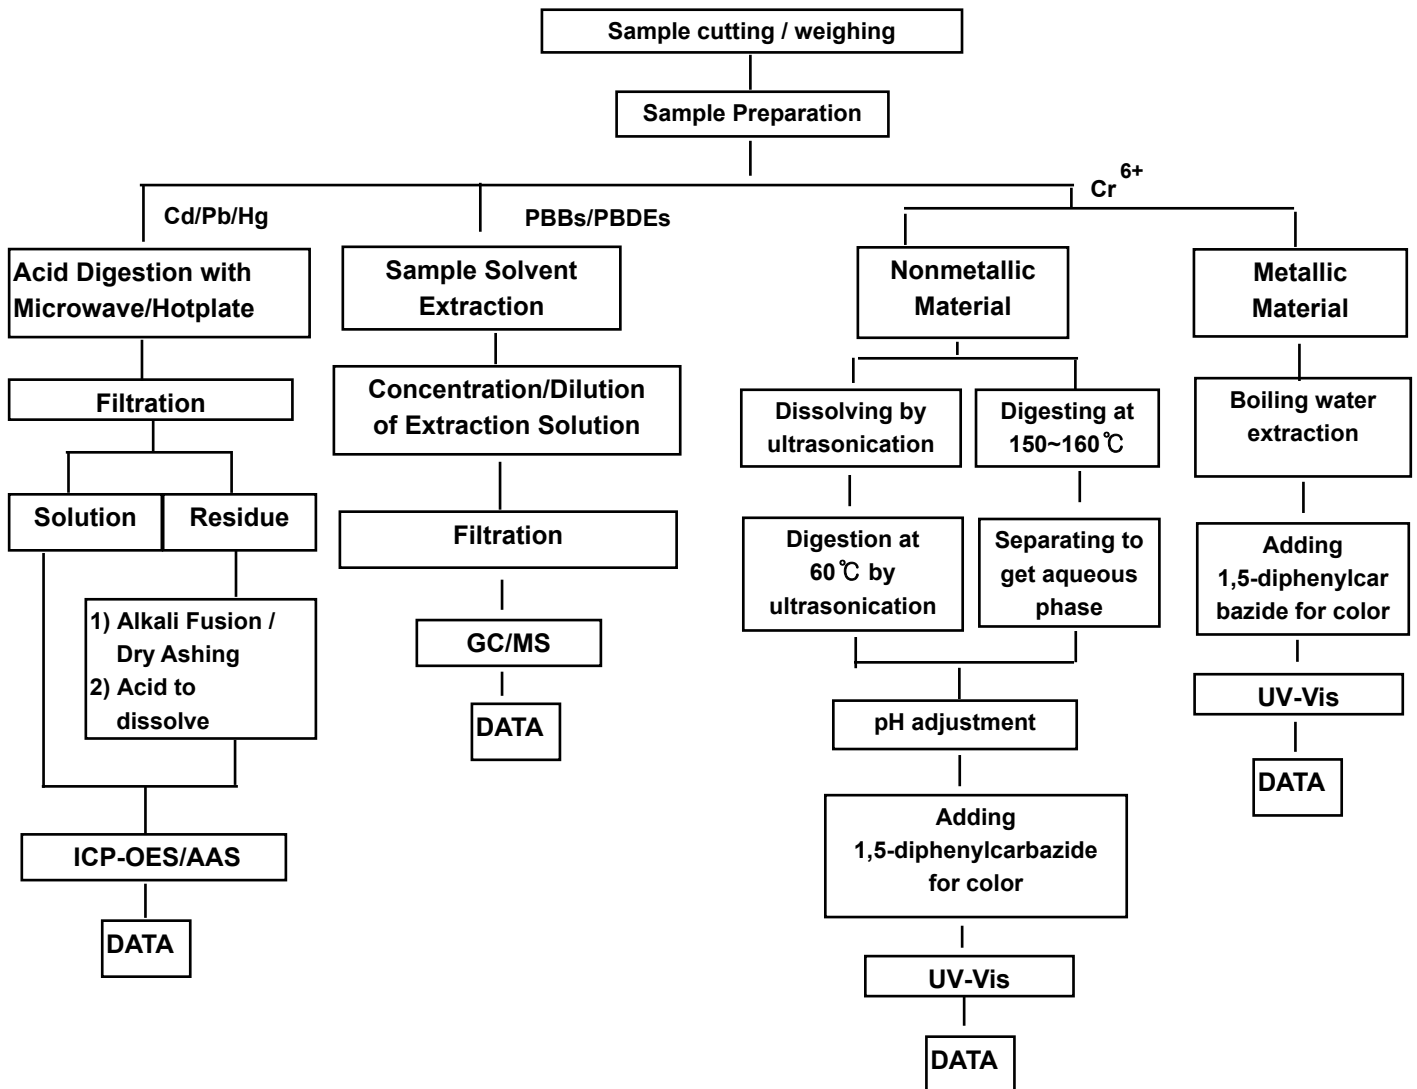 Sample cutting / weighing
Sample Preparation
Cr 6+
Cd/Pb/Hg
PBBs/PBDEs
Acid Digestion with
Microwave/Hotplate
Filtration
Solution
Residue
1) Alkali Fusion /
Dry Ashing
2) Acid to
dissolve
ICP-OES/AAS
DATA
Sample Solvent
Extraction
Concentration/Dilution
of Extraction Solution
Filtration
GC/MS
DATA
Nonmetallic
Material
Dissolving by
ultrasonication
Digestion at
60℃ by
ultrasonication
Digesting at
150~160℃
Separating to
get aqueous
phase
pH adjustment
Adding
1,5-diphenylcarbazide
for color
UV-Vis
DATA
Metallic
Material
Boiling water
extraction
Adding
1,5-diphenylcar
bazide for color
UV-Vis
DATA